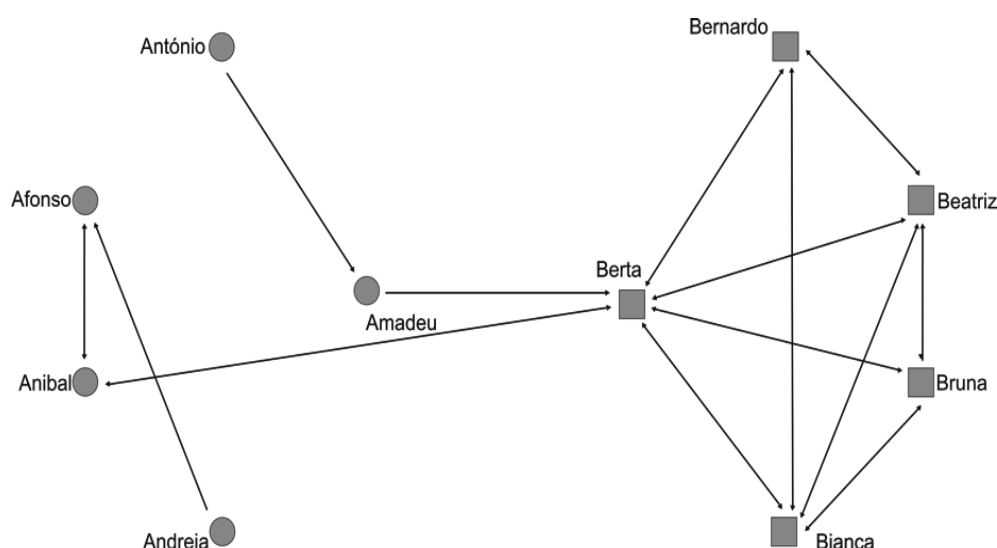 Bernardo
António
Afonso
Beatriz
Berta
Amadeu
Anibal
Bruna
Andreia
Bianca